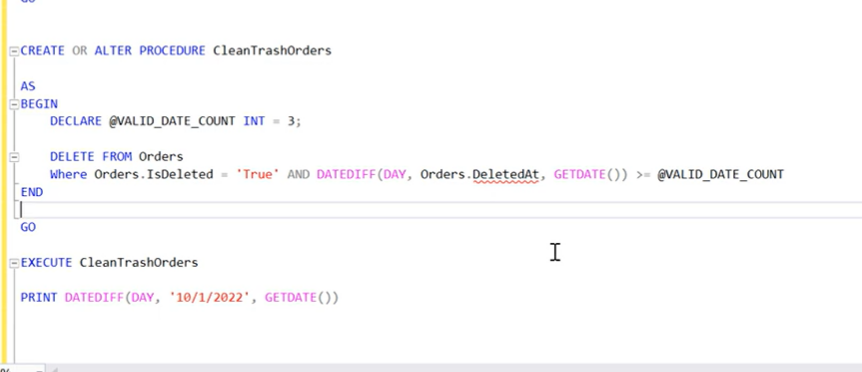 GO
CREATE OR ALTER PROCEDURE CleanTrashOrders
AS
BEGIN
DECLARE @VALID_DATE_COUNT INT = 3;
DELETE FROM Orders
Where Orders.IsDeleted = 'True' AND DATEDIFF(DAY, Orders.DeletedAt, GETDATE()) >= @VALID_DATE_COUNT
END
GO
EXECUTE CleanTrashOrders
PRINT DATEDIFF(DAY, '10/1/2022', GETDATE())
%